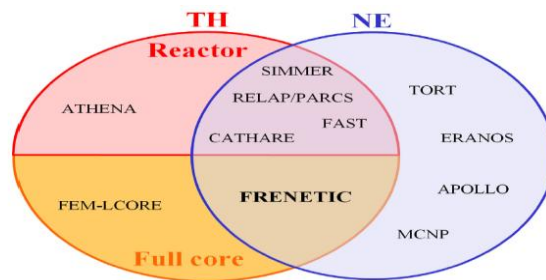 TH
NE
Reactor
SIMMER
TORT
RELAP/PARCS
ATHENA
FAST
CATHARE
ERANOS
FEM-LCORE
FRENETIC
APOLLO
MCNP
Full core